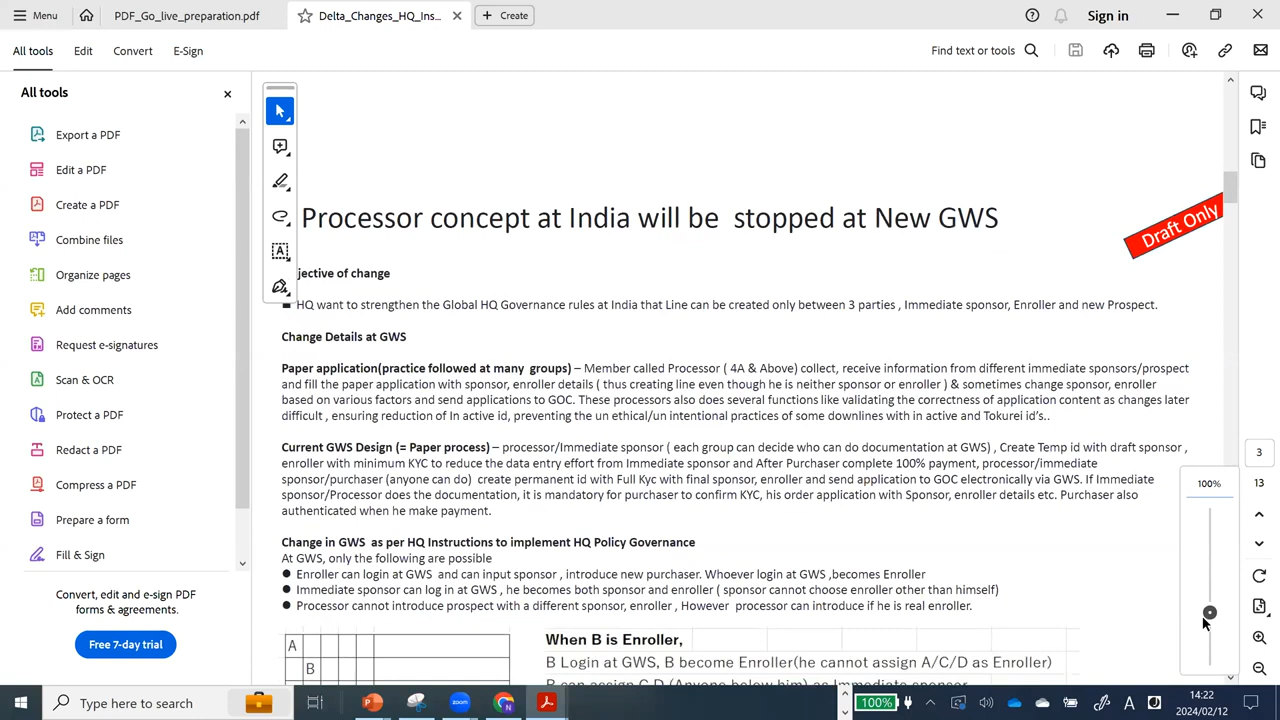 Menu
PDF_Go_live_preparation.pdf
Delta_Changes_HQ_Ins...
Create
Sign in
All tools
Edit
Convert
E-Sign
Find text or tools
All tools
Export a PDF
Edit a PDF
Create a PDF
Combine files
Organize pages
Add comments
Request e-signatures
Scan & OCR
Protect a PDF
Redact a PDF
Compress a PDF
Prepare a form
Fill & Sign
Convert, edit and e-sign PDF
forms & agreements.
Free 7-day trial
Processor concept at India will be stopped at New GWS
Draft Only
jective of change
HQ want to strengthen the Global HQ Governance rules at India that Line can be created only between 3 parties , Immediate sponsor, Enroller and new Prospect.
Change Details at GWS
Paper application(practice followed at many groups) – Member called Processor ( 4A & Above) collect, receive information from different immediate sponsors/prospect
and fill the paper application with sponsor, enroller details ( thus creating line even though he is neither sponsor or enroller ) & sometimes change sponsor, enroller
based on various factors and send applications to GOC. These processors also does several functions like validating the correctness of application content as changes later
difficult , ensuring reduction of In active id, preventing the un ethical/un intentional practices of some downlines with in active and Tokurei id's..
Current GWS Design (= Paper process) – processor/Immediate sponsor ( each group can decide who can do documentation at GWS) , Create Temp id with draft sponsor ,
enroller with minimum KYC to reduce the data entry effort from Immediate sponsor and After Purchaser complete 100% payment, processor/immediate
sponsor/purchaser (anyone can do) create permanent id with Full Kyc with final sponsor, enroller and send application to GOC electronically via GWS. If Immediate
sponsor/Processor does the documentation, it is mandatory for purchaser to confirm KYC, his order application with Sponsor, enroller details etc. Purchaser also
authenticated when he make payment.
Change in GWS as per HQ Instructions to implement HQ Policy Governance
At GWS, only the following are possible
● Enroller can login at GWS and can input sponsor , introduce new purchaser. Whoever login at GWS ,becomes Enroller
● Immediate sponsor can log in at GWS , he becomes both sponsor and enroller ( sponsor cannot choose enroller other than himself)
● Processor cannot introduce prospect with a different sponsor, enroller , However processor can introduce if he is real enroller.
A
B
When B is Enroller,
B Login at GWS, B become Enroller(he cannot assign A/C/D as Enroller)
B can assign C,D (Anyone below him) as Immediate sponsor
3
13
100%
Type here to search
100%
A
14:22
2024/02/12